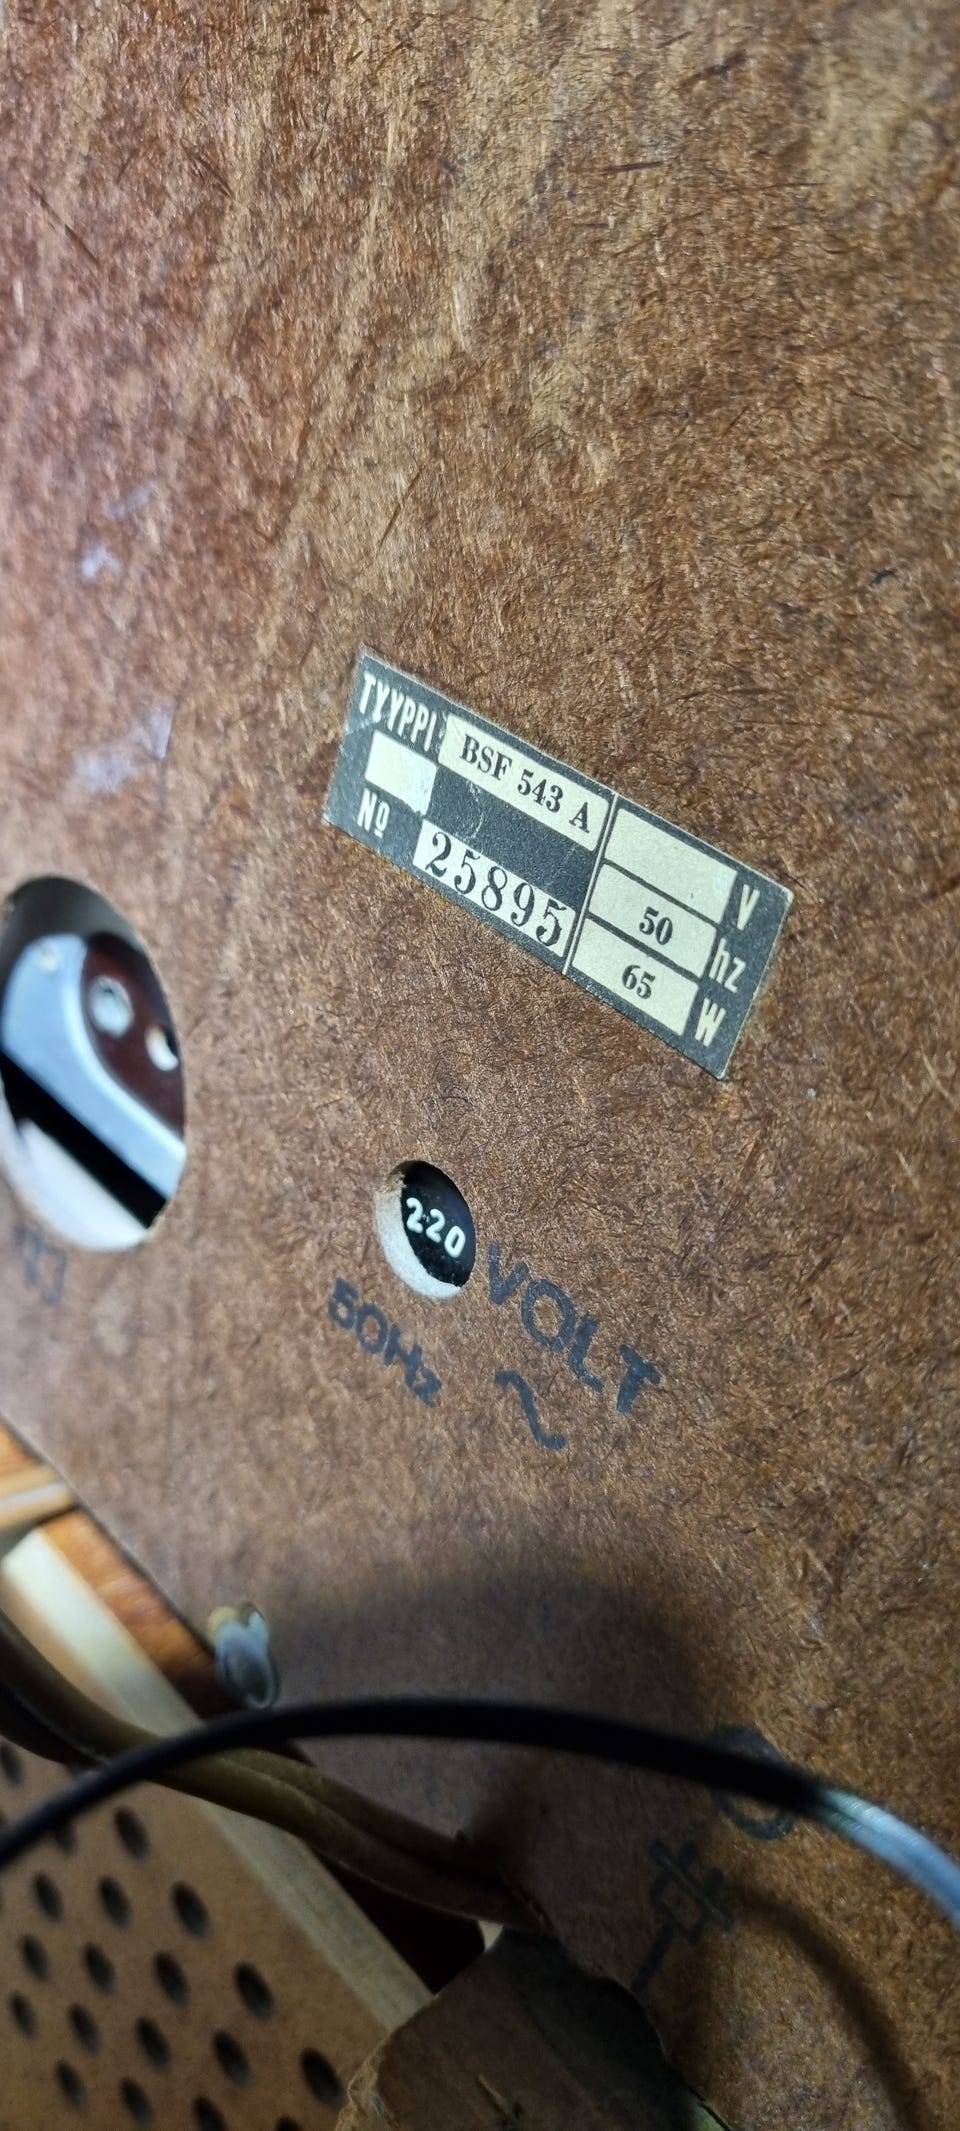 TYYPPI BSF 543 A
V
50 hz
Nº 25895
65 W
220 VOLT
50Hz ~